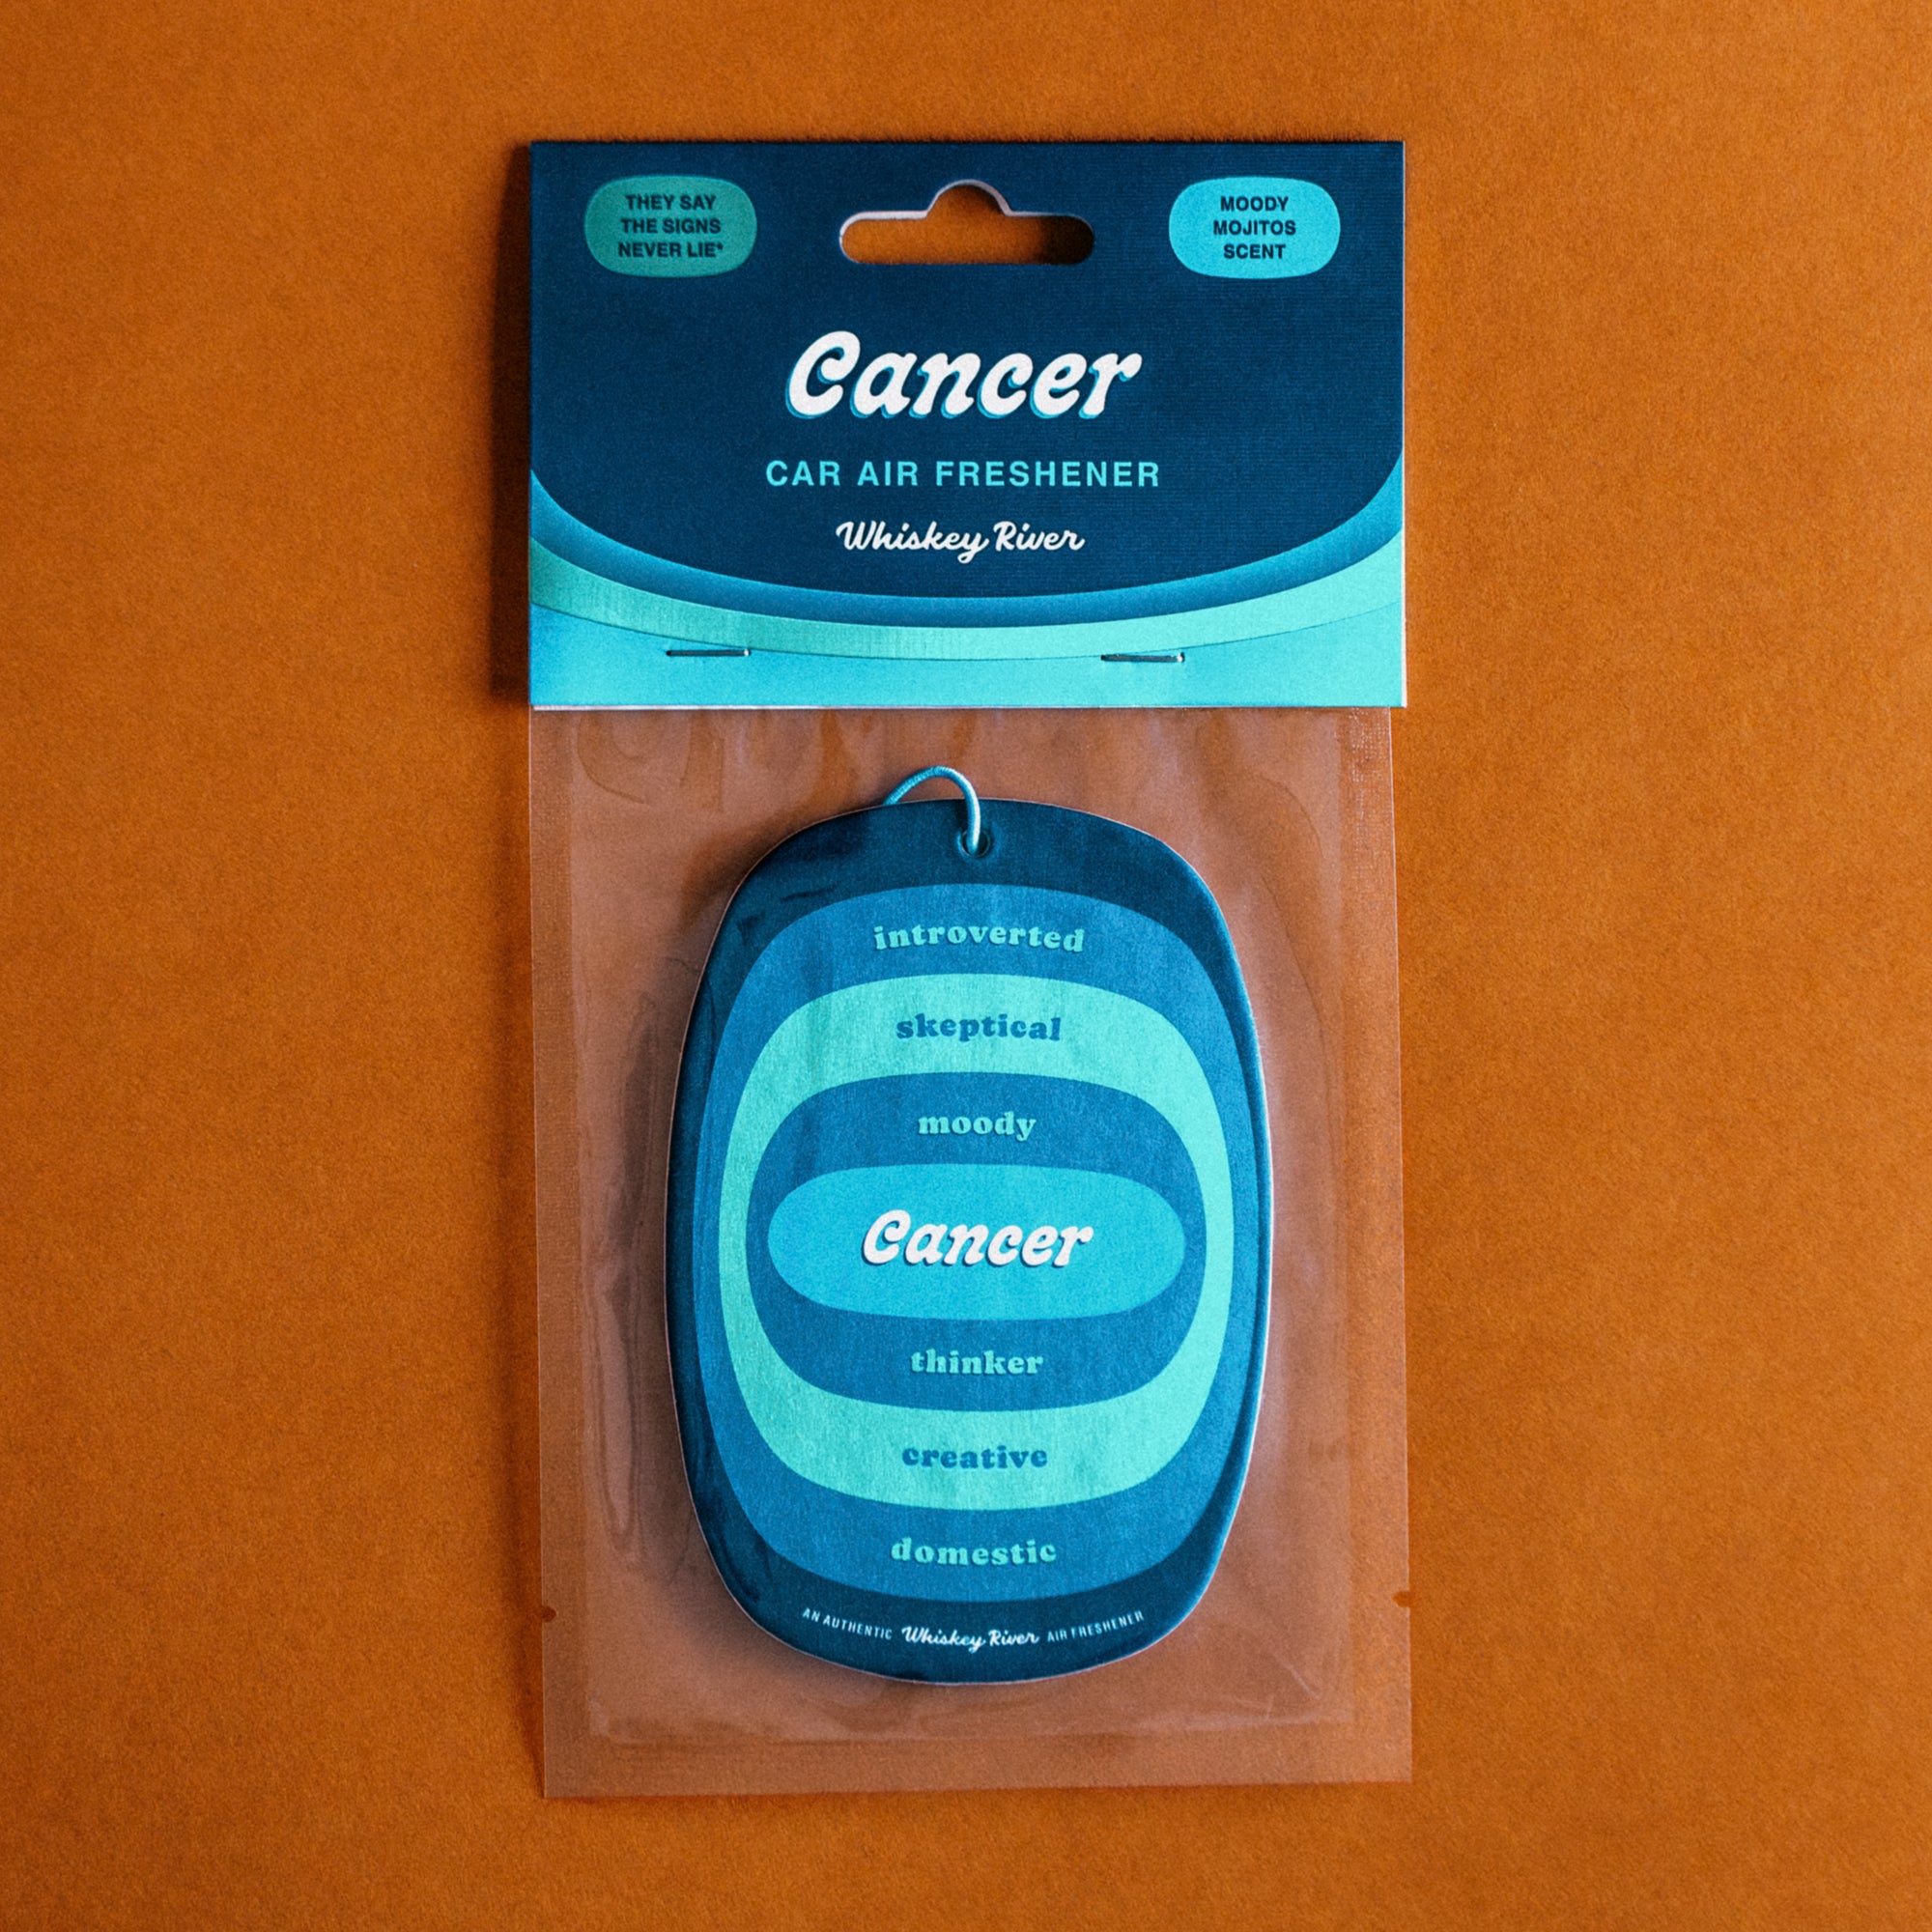 THEY SAY
THE SIGNS
NEVER LIE*
MOODY
MOJITOS
SCENT
Cancer
CAR AIR FRESHENER
Whiskey River
introverted
skeptical
moody
Cancer
thinker
creative
domestic
AN AUTHENTIC Whiskey River AIR FRESHENER